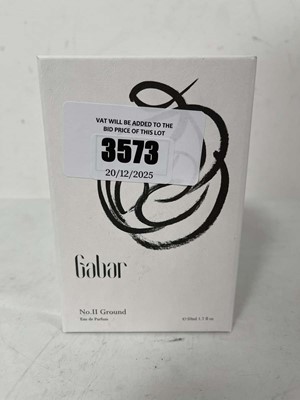 VAT WILL BE ADDED TO THE
BID PRICE OF THIS LOT
3573
20/12/2025
Gabar
No.II Ground
Eau de Parfum